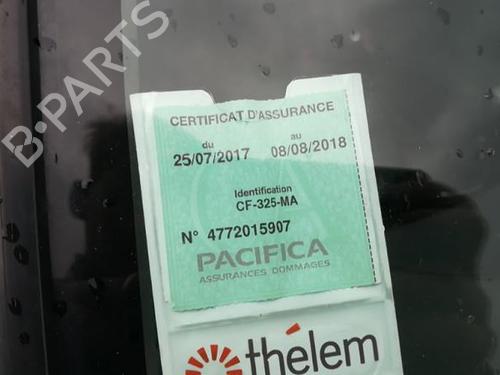 B-PARTS
CERTIFICAT D'ASSURANCE
du au
25/07/2017 08/08/2018
Identification
CF-325-MA
N° 4772015907
PACIFICA
ASSURANCES DOMMAGES
thélem